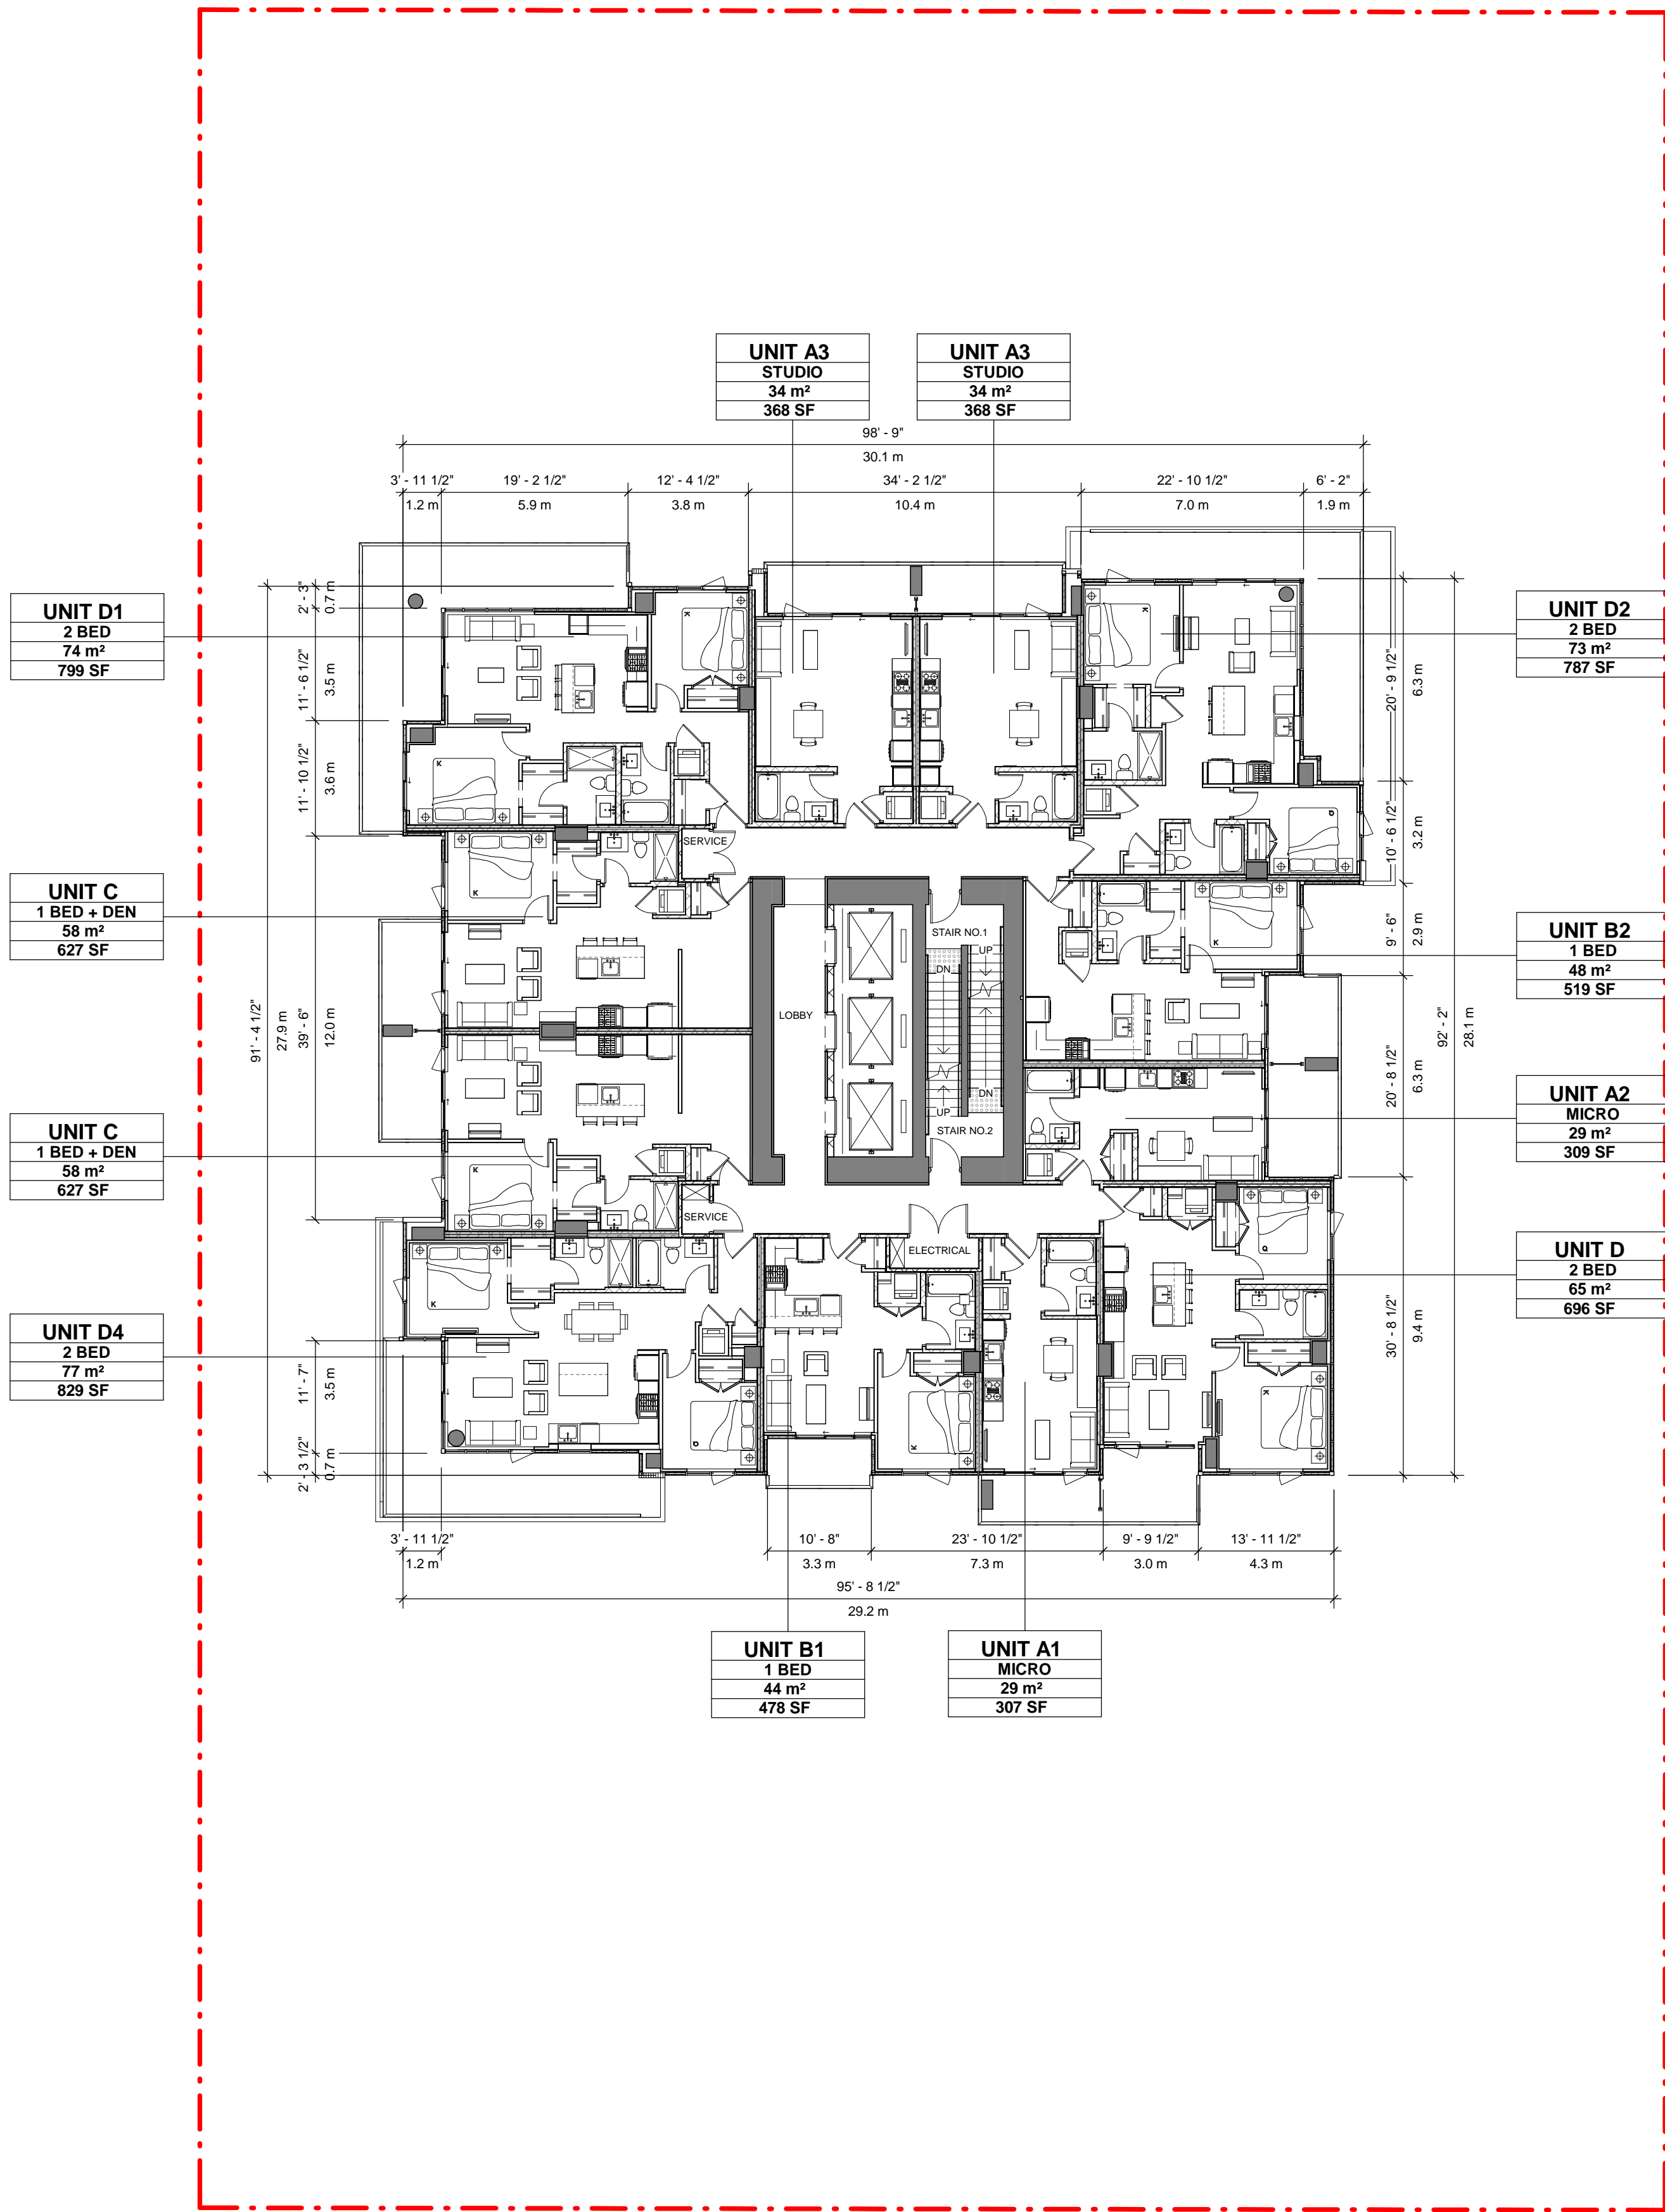 UNIT A3
STUDIO
34 m²
368 SF
UNIT A3
STUDIO
34 m²
368 SF
98' - 9"
30.1 m
3' - 11 1/2"
19' - 2 1/2"
12' - 4 1/2"
34' - 2 1/2"
22' - 10 1/2"
6' - 2"
1.2 m
5.9 m
3.8 m
10.4 m
7.0 m
1.9 m
UNIT D1
2 BED
74 m²
799 SF
UNIT C
1 BED + DEN
58 m²
627 SF
UNIT C
1 BED + DEN
58 m²
627 SF
UNIT D4
2 BED
77 m²
829 SF
91' - 4 1/2"
27.9 m
2' - 3"
0.7 m
11' - 6 1/2"
3.5 m
11' - 10 1/2"
3.6 m
39' - 6"
12.0 m
11' - 7"
3.5 m
2' - 3 1/2"
0.7 m
K
K
K
K
SERVICE
K
K
Q
LOBBY
STAIR NO.1
UP
DN
DN
UP
STAIR NO.2
SERVICE
ELECTRICAL
K
K
Q
K
Q
Q
K
20' - 9 1/2"
6.3 m
10' - 6 1/2"
3.2 m
9' - 6"
2.9 m
20' - 8 1/2"
6.3 m
30' - 8 1/2"
9.4 m
92' - 2"
28.1 m
UNIT D2
2 BED
73 m²
787 SF
UNIT B2
1 BED
48 m²
519 SF
UNIT A2
MICRO
29 m²
309 SF
UNIT D
2 BED
65 m²
696 SF
3' - 11 1/2"
1.2 m
10' - 8"
23' - 10 1/2"
9' - 9 1/2"
13' - 11 1/2"
3.3 m
7.3 m
3.0 m
4.3 m
95' - 8 1/2"
29.2 m
UNIT B1
1 BED
44 m²
478 SF
UNIT A1
MICRO
29 m²
307 SF